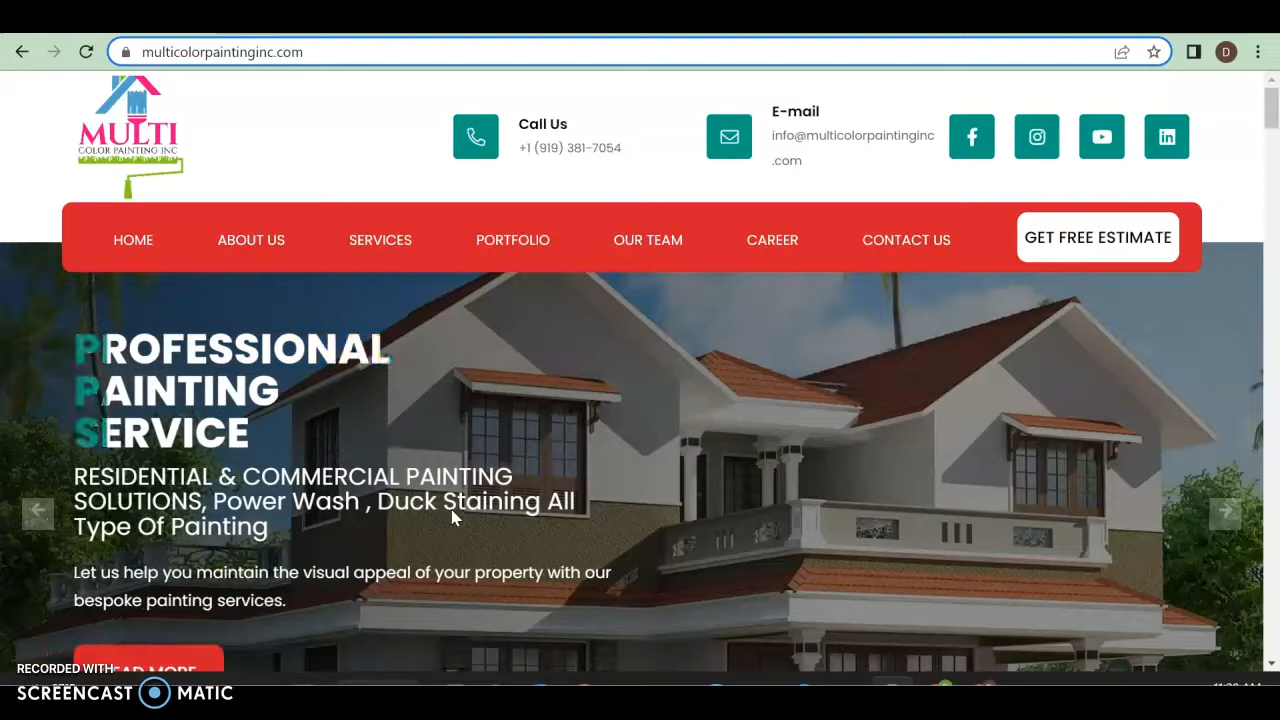 multicolorpaintinginc.com
D
MULTI
COLOR PAINTING INC
Call Us
+1 (919) 381-7054
E-mail
info@multicolorpaintinginc
.com
HOME ABOUT US SERVICES PORTFOLIO OUR TEAM CAREER CONTACT US GET FREE ESTIMATE
PROFESSIONAL
PAINTING
SERVICE
RESIDENTIAL & COMMERCIAL PAINTING
SOLUTIONS, Power Wash , Duck Staining All
Type Of Painting
Let us help you maintain the visual appeal of your property with our
bespoke painting services.
RECORDED WITH
SCREENCAST MATIC